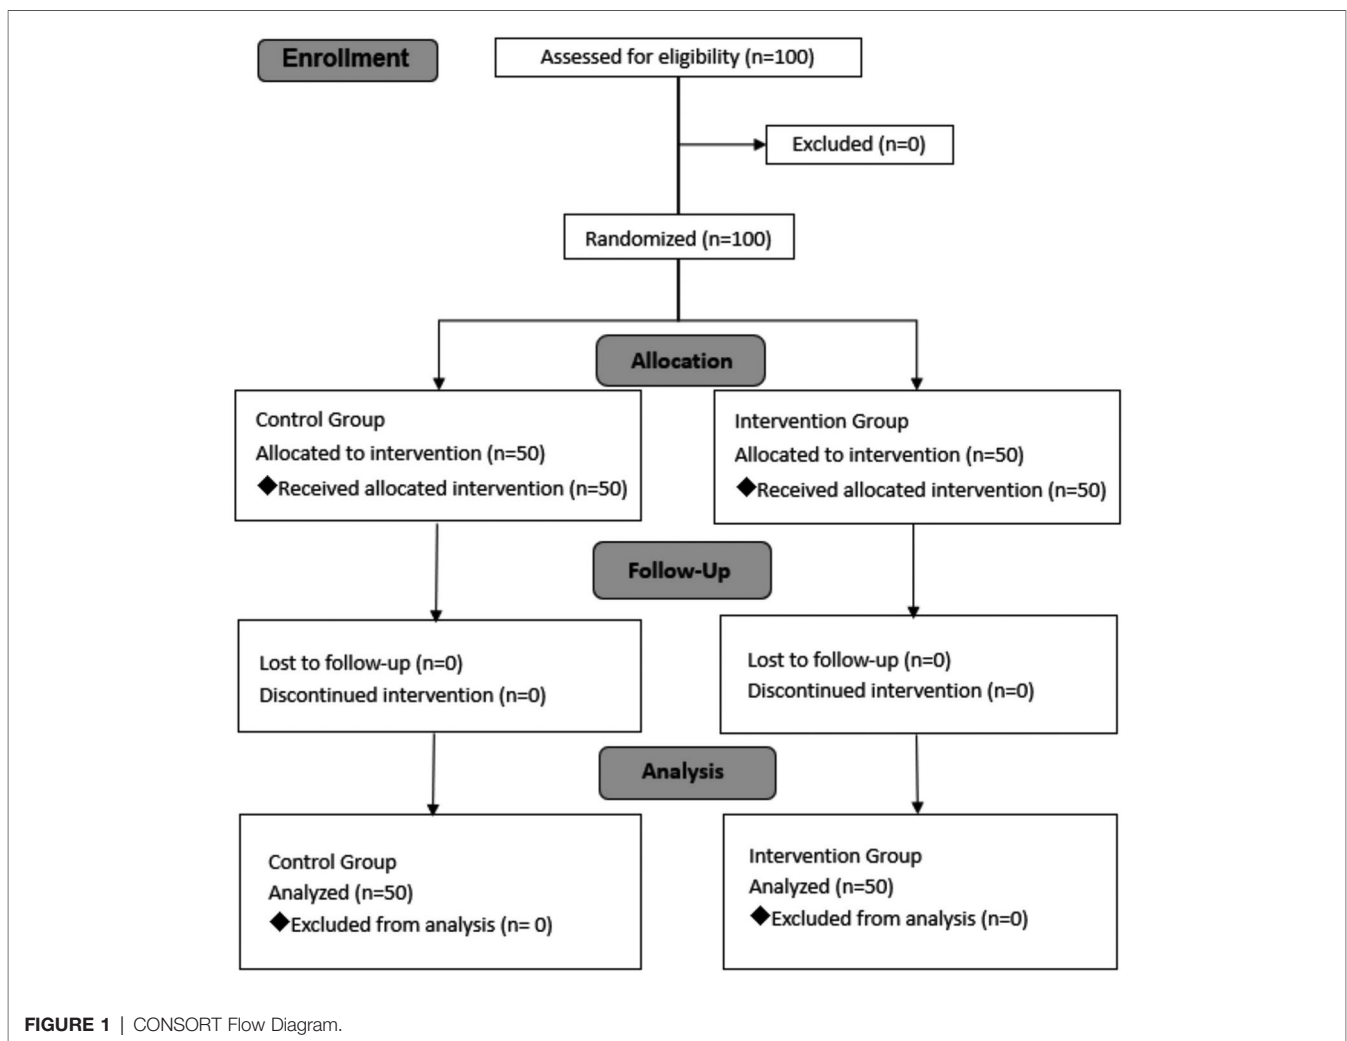 Enrollment
Assessed for eligibility (n=100)
Excluded (n=0)
Randomized (n=100)
Allocation
Control Group
Allocated to intervention (n=50)
◆Received allocated intervention (n=50)
Intervention Group
Allocated to intervention (n=50)
◆Received allocated intervention (n=50)
Follow-Up
Lost to follow-up (n=0)
Discontinued intervention (n=0)
Lost to follow-up (n=0)
Discontinued intervention (n=0)
Analysis
Control Group
Analyzed (n=50)
◆Excluded from analysis (n= 0)
Intervention Group
Analyzed (n=50)
◆Excluded from analysis (n=0)
FIGURE 1 | CONSORT Flow Diagram.